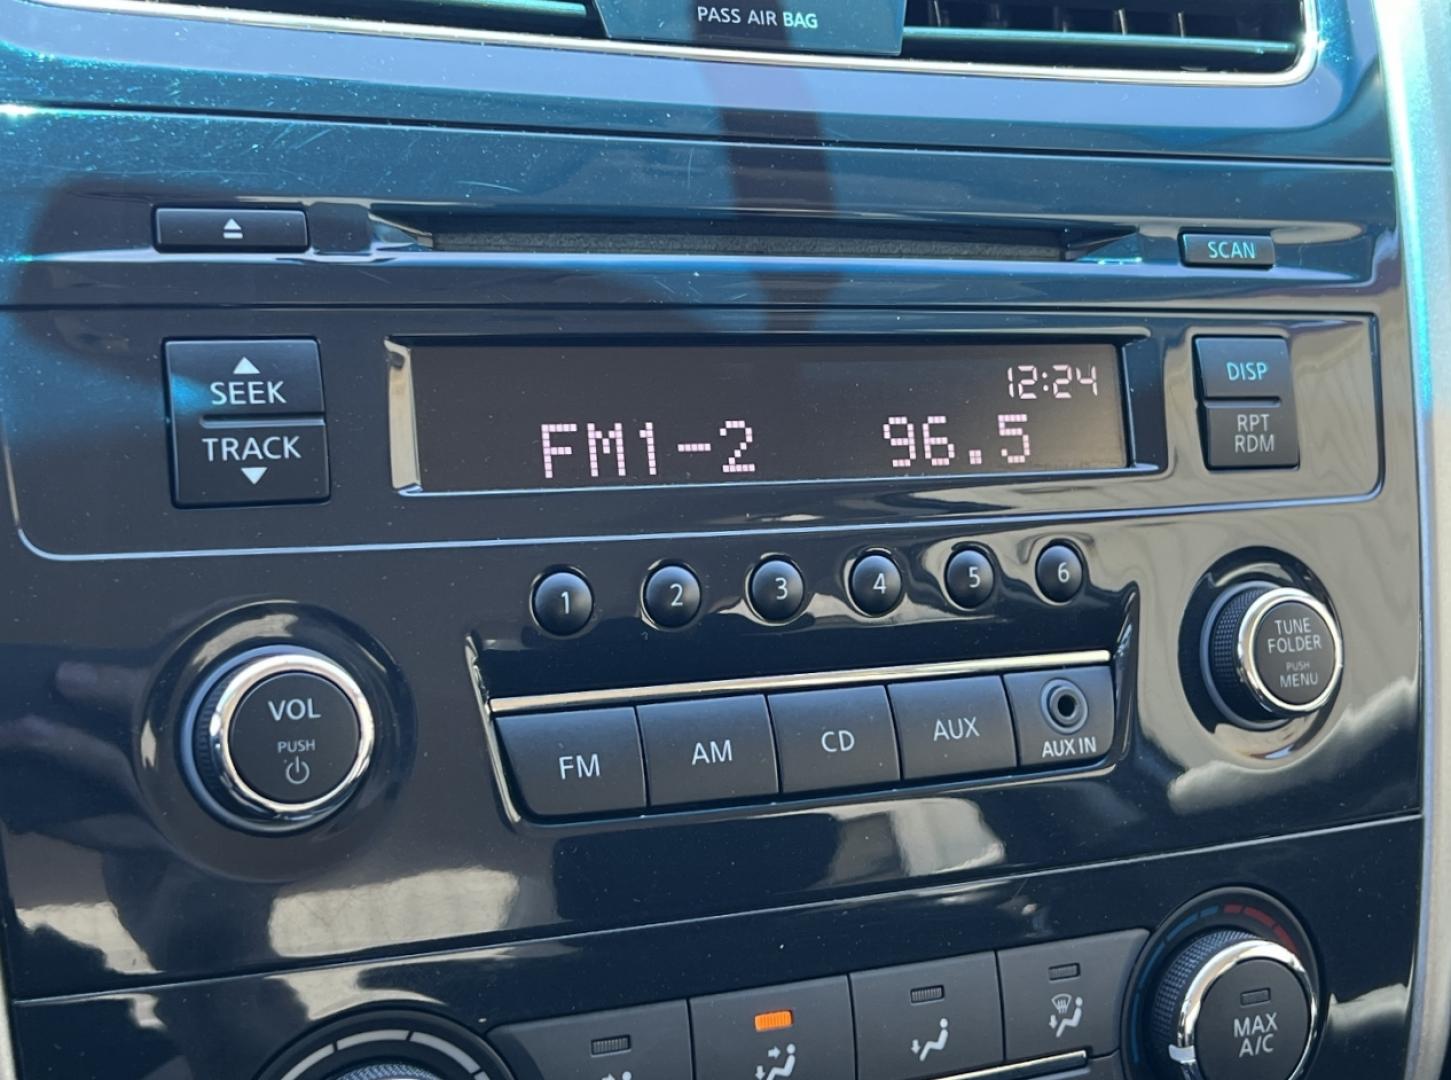 PASS AIR BAG
SCAN
SEEK
TRACK
12:24
FM1-2 96.5
DISP
RPT
RDM
1 2 3 4 5 6
TUNE
FOLDER
PUSH
MENU
VOL
PUSH
FM AM CD AUX AUX IN
MAX
A/C